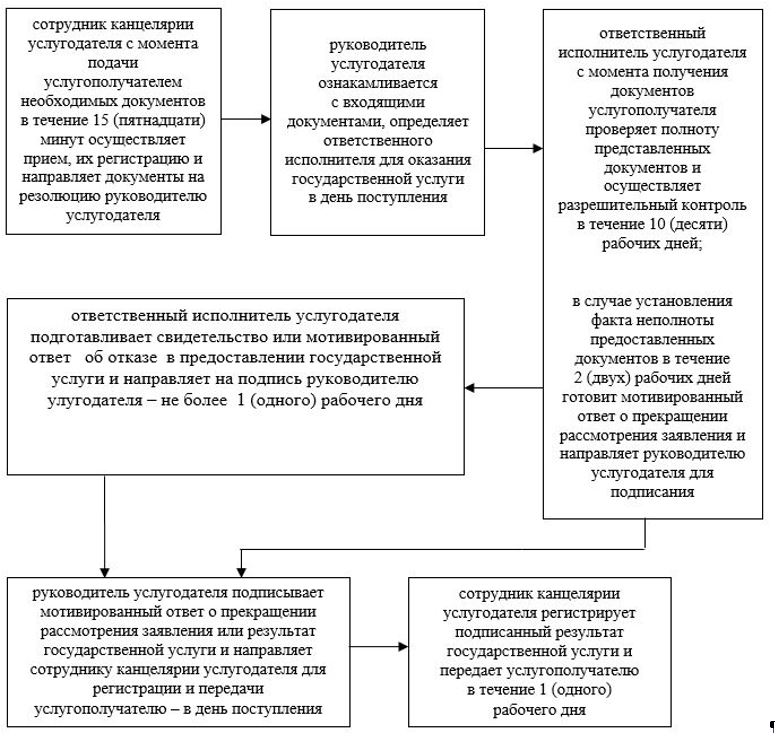 сотрудник канцелярии
услугодателя с момента
подачи
услугополучателем
необходимых документов
в течение 15 (пятнадцати)
минут осуществляет
прием, их регистрацию и
направляет документы на
резолюцию руководителю
услугодателя
руководитель
услугодателя
ознакамливается
с входящими
документами, определяет
ответственного
исполнителя для оказания
государственной услуги
в день поступления
ответственный
исполнитель услугодателя
с момента получения
документов
услугополучателя
проверяет полноту
представленных
документов и
осуществляет
разрешительный контроль
в течение 10 (десяти)
рабочих дней;
в случае установления
факта неполноты
предоставленных
документов в течение
2 (двух) рабочих дней
готовит мотивированный
ответ о прекращении
рассмотрения заявления и
направляет руководителю
услугодателя для
подписания
ответственный исполнитель услугодателя
подготавливает свидетельство или мотивированный
ответ об отказе в предоставлении государственной
услуги и направляет на подпись руководителю
улугодателя – не более 1 (одного) рабочего дня
руководитель услугодателя подписывает
мотивированный ответ о прекращении
рассмотрения заявления или результат
государственной услуги и направляет
сотруднику канцелярии услугодателя для
регистрации и передачи
услугополучателю – в день поступления
сотрудник канцелярии
услугодателя регистрирует
подписанный результат
государственной услуги и
передает услугополучателю
в течение 1 (одного)
рабочего дня